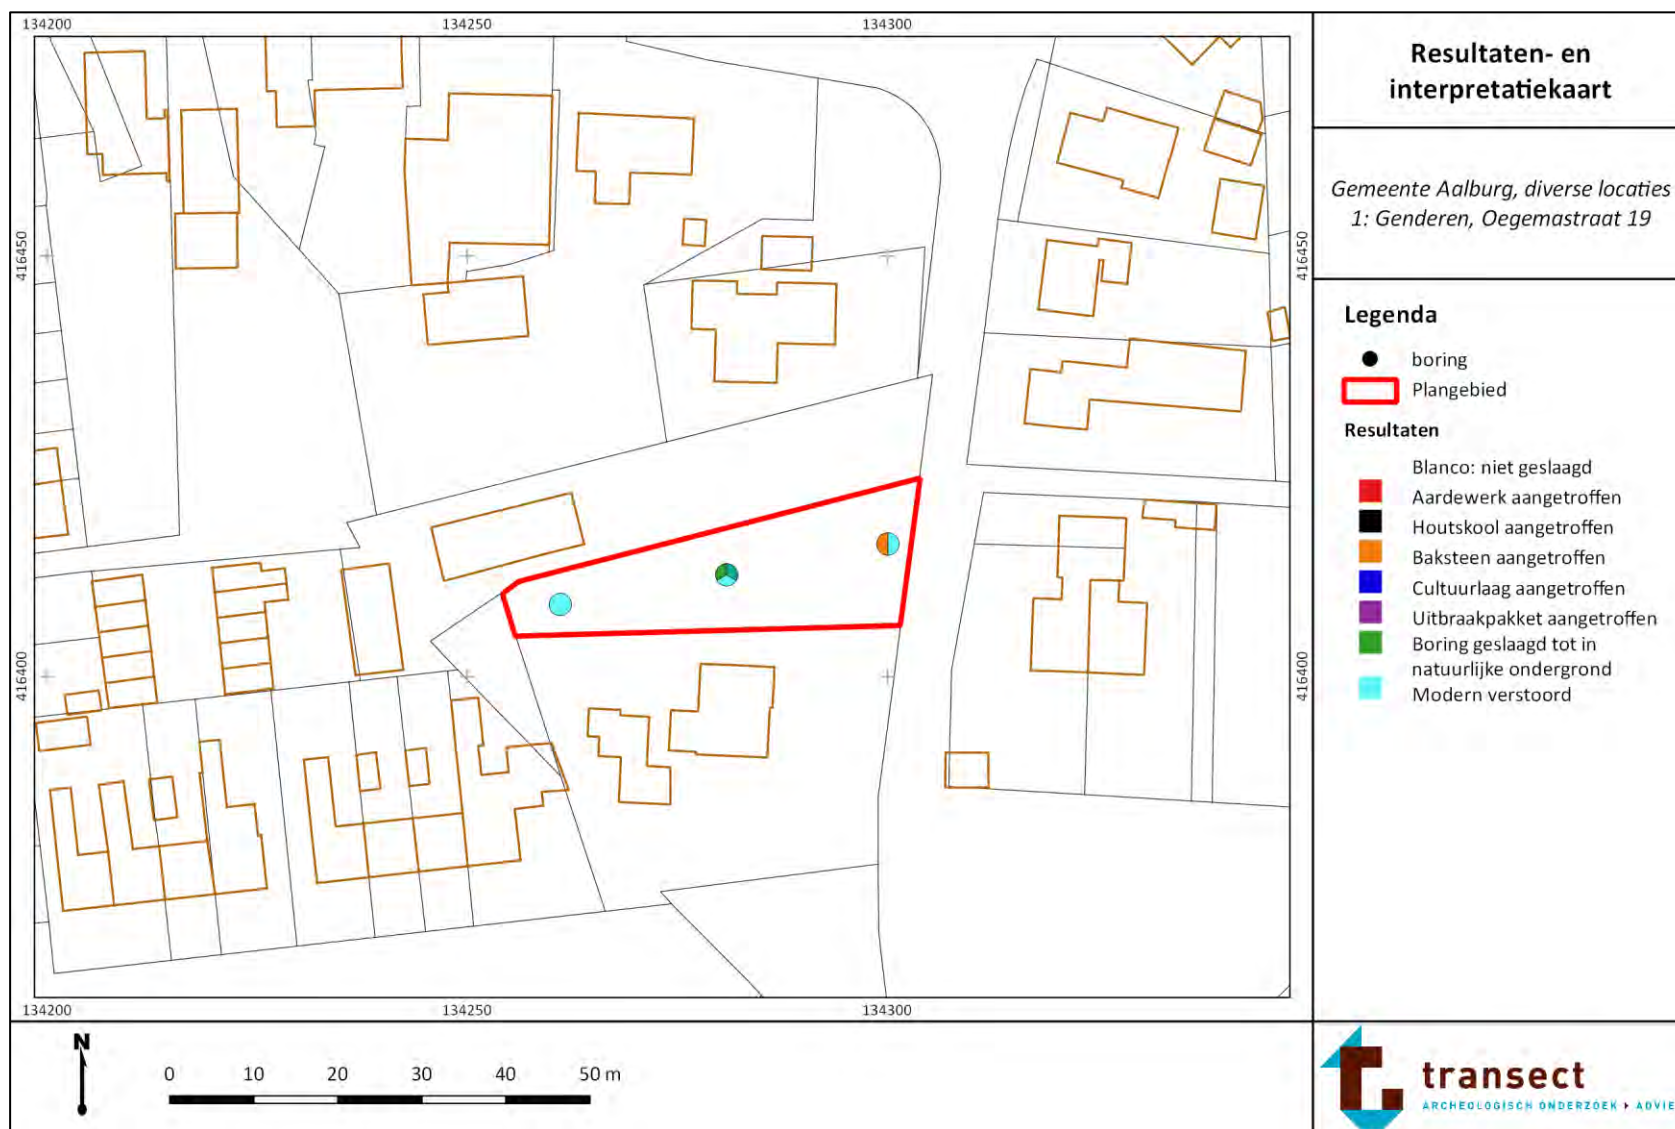 134200
134250
134300
Resultaten- en
interpretatiekaart
Gemeente Aalburg, diverse locaties
1: Genderen, Oegemastraat 19
416450
416450
Legenda
boring
Plangebied
Resultaten
Blanco: niet geslaagd
Aardewerk aangetroffen
Houtskool aangetroffen
Baksteen aangetroffen
Cultuurlaag aangetroffen
Uitbraakpakket aangetroffen
Boring geslaagd tot in
natuurlijke ondergrond
Modern verstoord
416400
416400
134200
134250
134300
N
0 10 20 30 40 50 m
transect
ARCHEOLOGISCH ONDERZOEK ▸ ADVIE